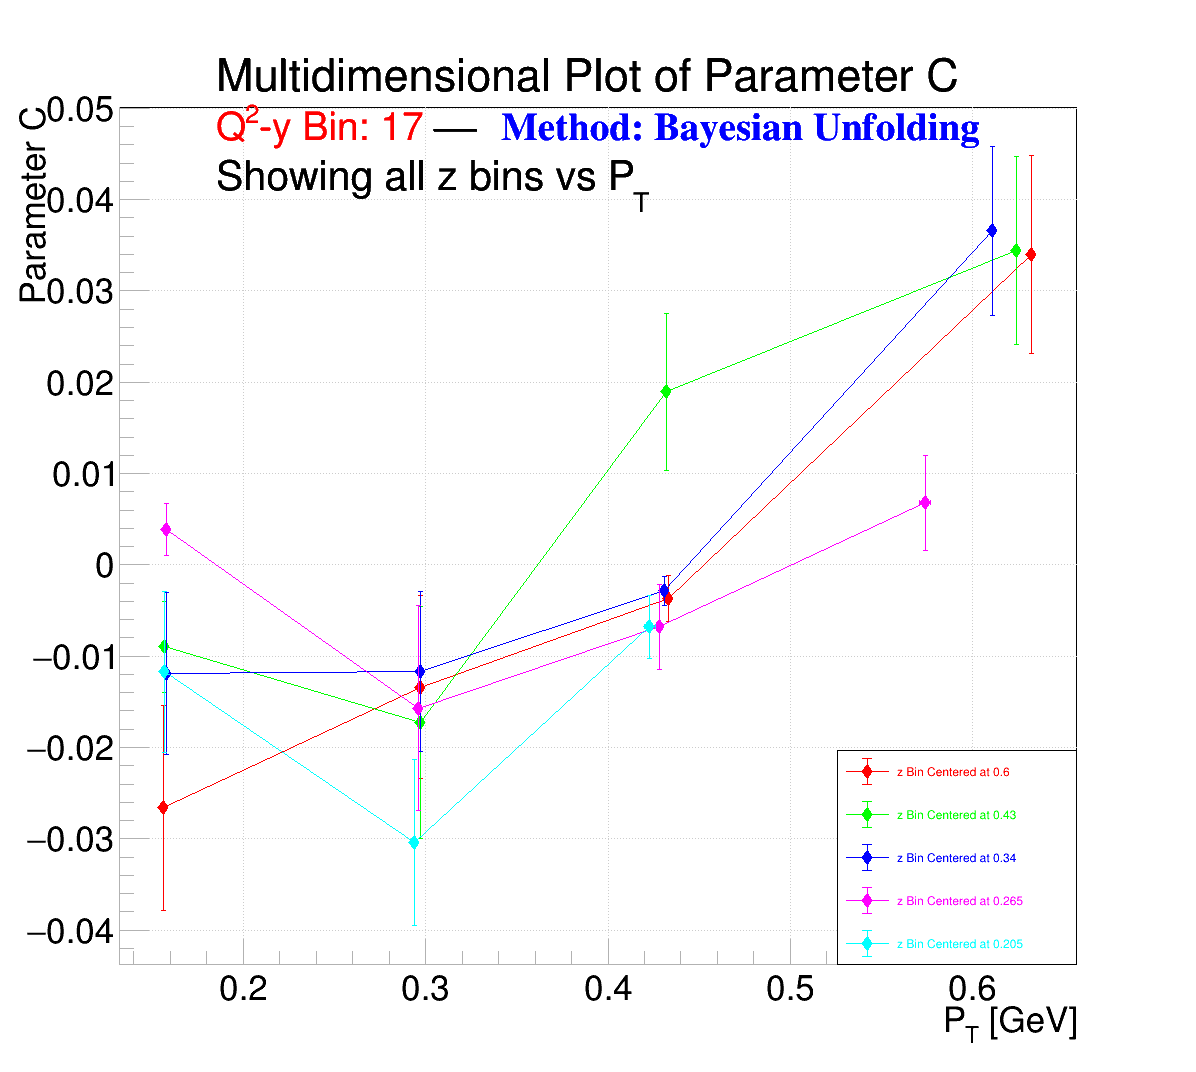 Multidimensional Plot of Parameter C
Q²-y Bin: 17 — Method: Bayesian Unfolding
Showing all z bins vs P_T
Parameter C
0.05
0.04
0.03
0.02
0.01
0
−0.01
−0.02
−0.03
−0.04
z Bin Centered at 0.6
z Bin Centered at 0.43
z Bin Centered at 0.34
z Bin Centered at 0.265
z Bin Centered at 0.205
0.2 0.3 0.4 0.5 0.6
P_T [GeV]